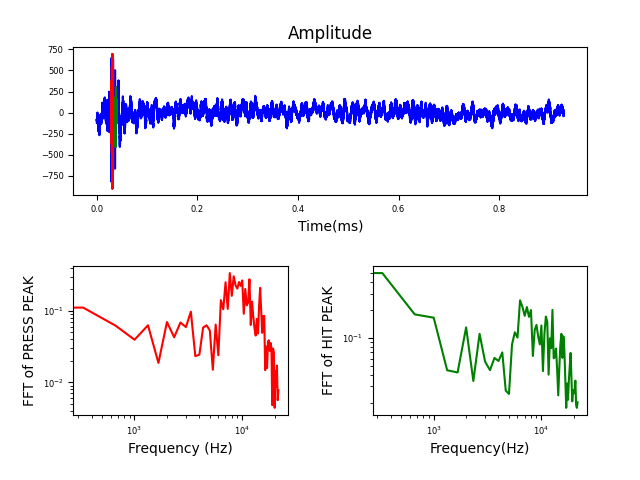 Amplitude
750
500
250
0
−250
−500
−750
0.0 0.2 0.4 0.6 0.8
Time(ms)
FFT of PRESS PEAK
10⁻¹
10⁻²
10³ 10⁴
Frequency (Hz)
FFT of HIT PEAK
10⁻¹
10³ 10⁴
Frequency(Hz)